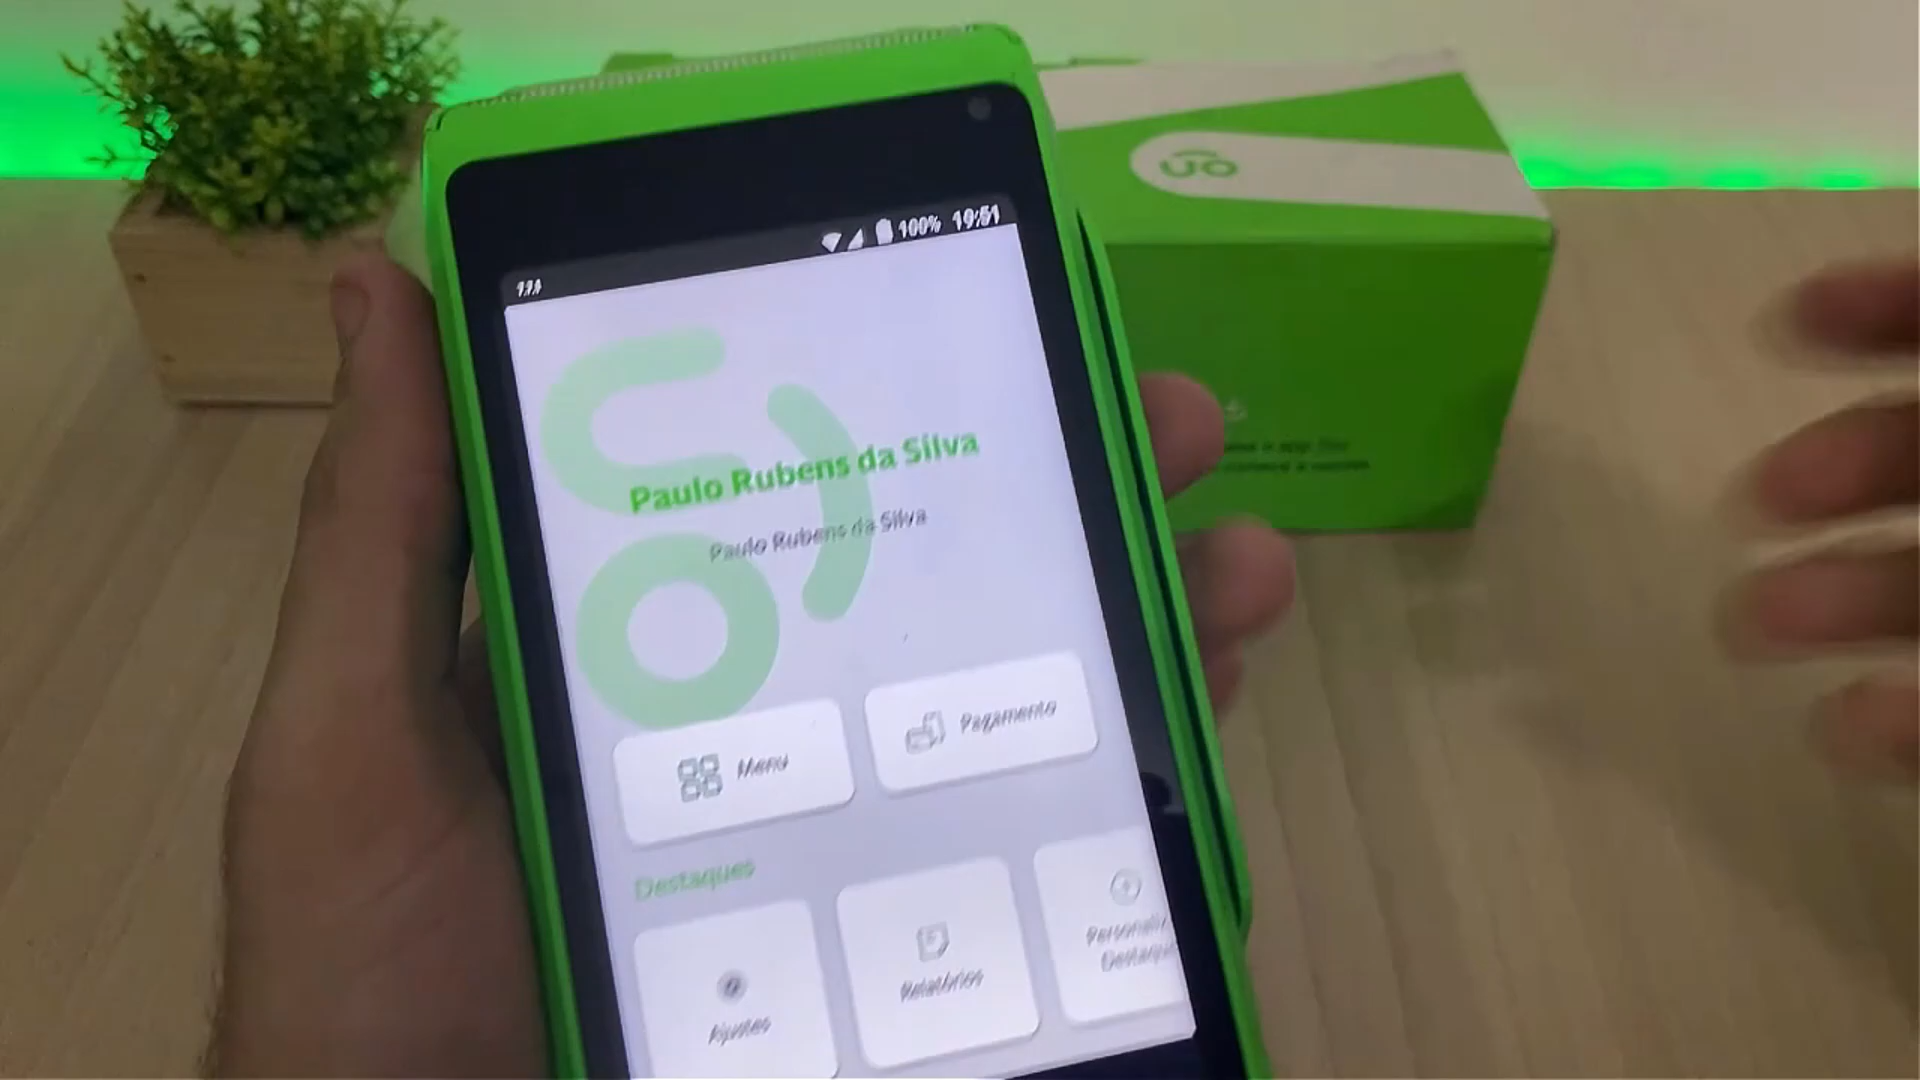 100% 19:51
Paulo Rubens da Silva
Paulo Rubens da Silva
Menu
Pagamento
Destaques
Ajustes
Relatórios